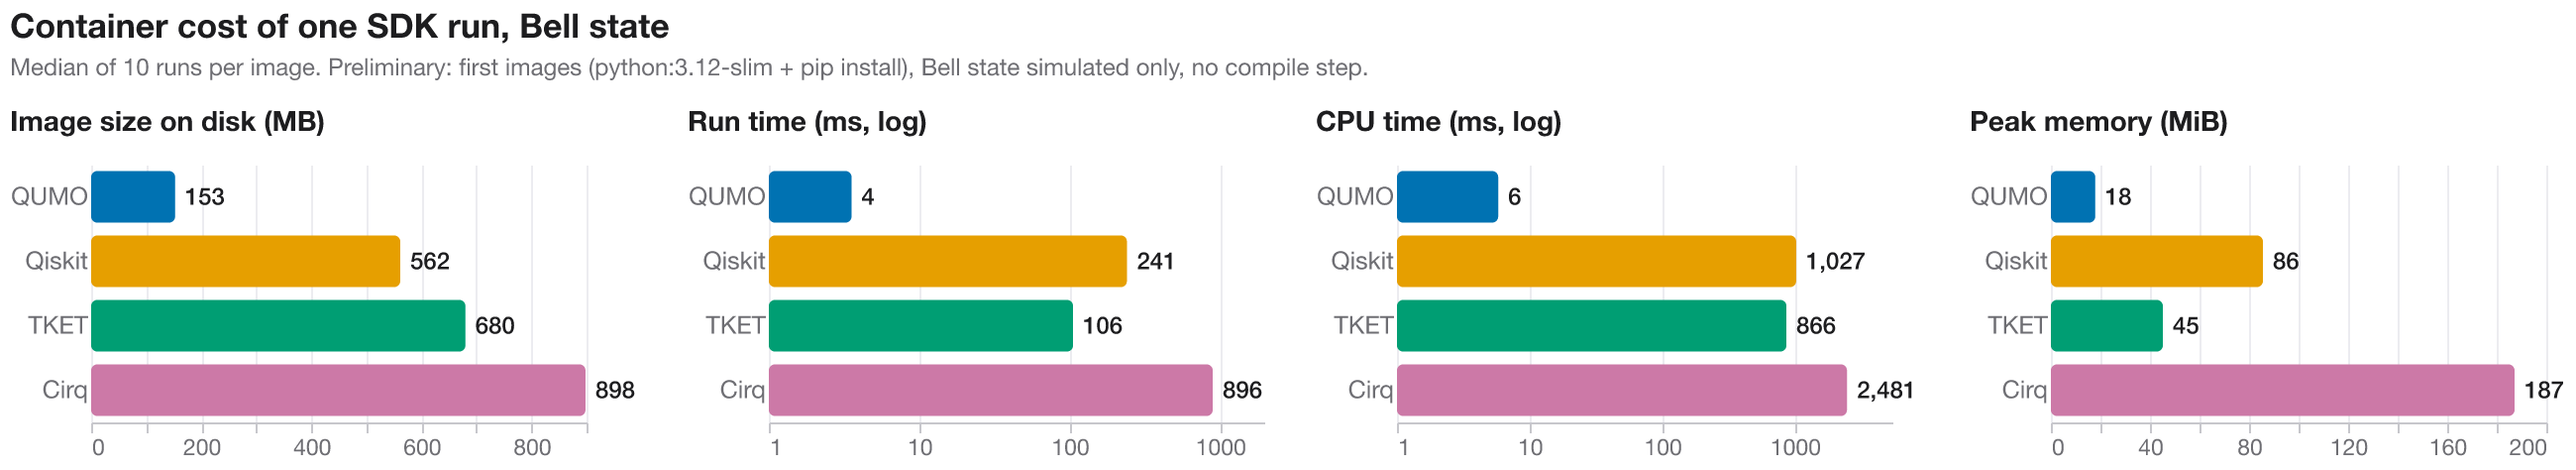 Container cost of one SDK run, Bell state
Median of 10 runs per image. Preliminary: first images (python:3.12-slim + pip install), Bell state simulated only, no compile step.
Image size on disk (MB)
QUMO 153
Qiskit 562
TKET 680
Cirq 898
0 200 400 600 800
Run time (ms, log)
QUMO 4
Qiskit 241
TKET 106
Cirq 896
1 10 100 1000
CPU time (ms, log)
QUMO 6
Qiskit 1,027
TKET 866
Cirq 2,481
1 10 100 1000
Peak memory (MiB)
QUMO 18
Qiskit 86
TKET 45
Cirq 187
0 40 80 120 160 200